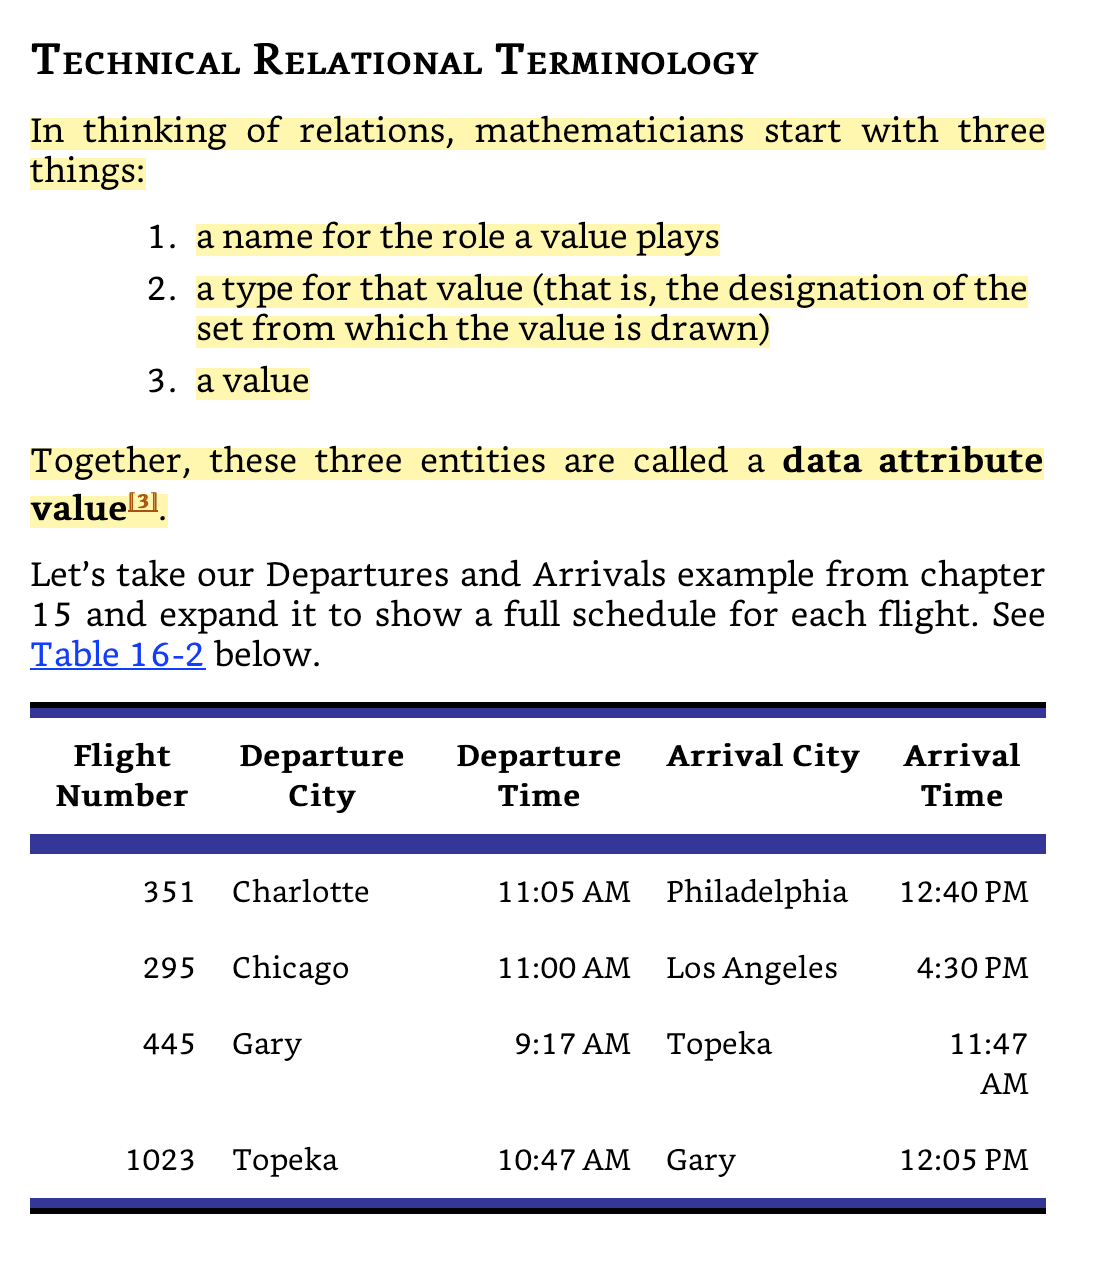 Technical Relational Terminology
In thinking of relations, mathematicians start with three
things:
1. a name for the role a value plays
2. a type for that value (that is, the designation of the
set from which the value is drawn)
3. a value
Together, these three entities are called a data attribute
value[3].
Let’s take our Departures and Arrivals example from chapter
15 and expand it to show a full schedule for each flight. See
Table 16-2 below.
Flight Departure Departure Arrival City Arrival
Number City Time Time
351 Charlotte 11:05 AM Philadelphia 12:40 PM
295 Chicago 11:00 AM Los Angeles 4:30 PM
445 Gary 9:17 AM Topeka 11:47
AM
1023 Topeka 10:47 AM Gary 12:05 PM